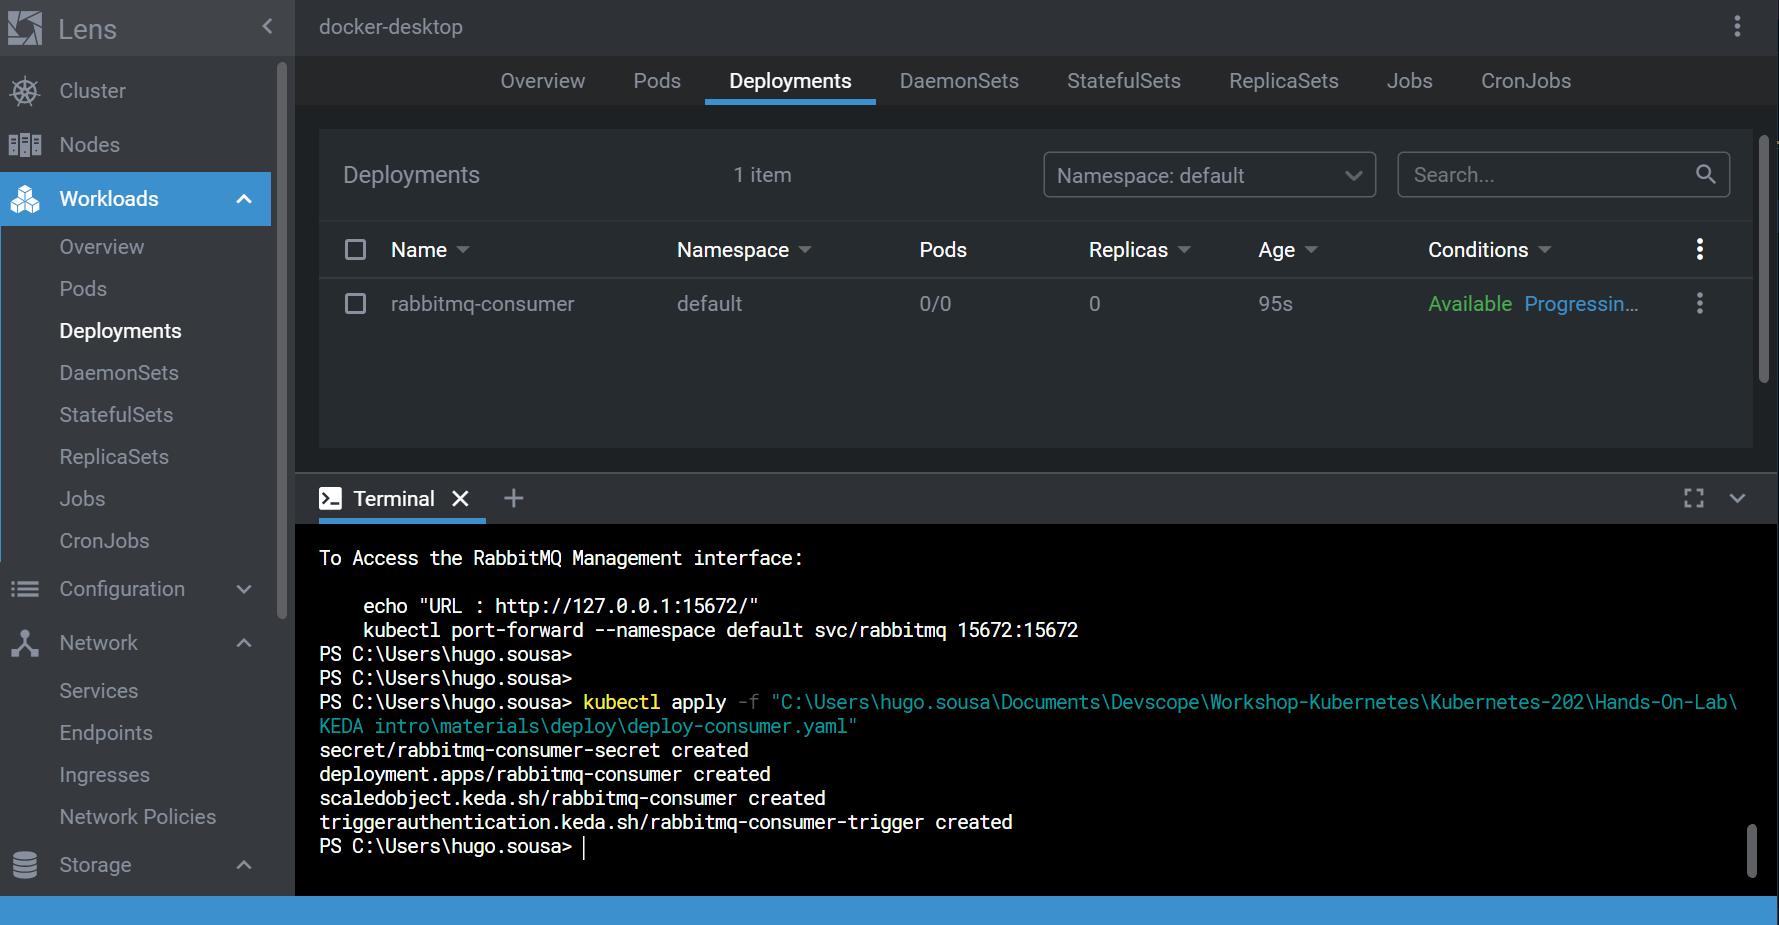 Lens
docker-desktop
Cluster
Nodes
Workloads
Overview
Pods
Deployments
DaemonSets
StatefulSets
ReplicaSets
Jobs
CronJobs
Configuration
Network
Services
Endpoints
Ingresses
Network Policies
Storage
Overview Pods Deployments DaemonSets StatefulSets ReplicaSets Jobs CronJobs
Deployments 1 item Namespace: default Search...
Name Namespace Pods Replicas Age Conditions
rabbitmq-consumer default 0/0 0 95s Available Progressin...
Terminal
To Access the RabbitMQ Management interface:
echo "URL : http://127.0.0.1:15672/"
kubectl port-forward --namespace default svc/rabbitmq 15672:15672
PS C:\Users\hugo.sousa>
PS C:\Users\hugo.sousa>
PS C:\Users\hugo.sousa> kubectl apply -f "C:\Users\hugo.sousa\Documents\Devscope\Workshop-Kubernetes\Kubernetes-202\Hands-On-Lab\
KEDA intro\materials\deploy\deploy-consumer.yaml"
secret/rabbitmq-consumer-secret created
deployment.apps/rabbitmq-consumer created
scaledobject.keda.sh/rabbitmq-consumer created
triggerauthentication.keda.sh/rabbitmq-consumer-trigger created
PS C:\Users\hugo.sousa>